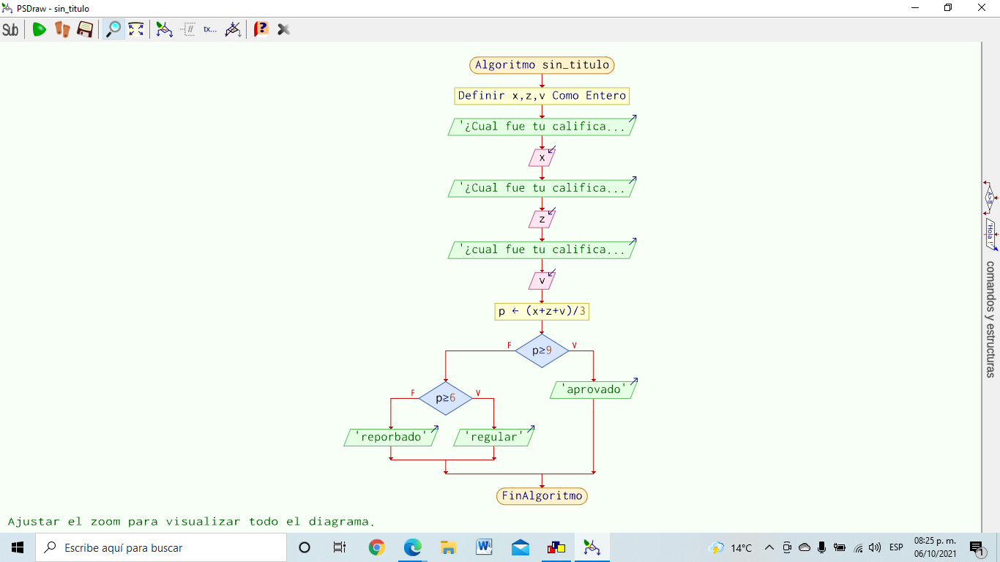 PSDraw - sin_titulo
Sub
tx...
?
Algoritmo sin_titulo
Definir x,z,v Como Entero
'¿Cual fue tu califica...
x
'¿Cual fue tu califica...
z
'¿cual fue tu califica...
v
p ← (x+z+v)/3
F p≥9 V
'aprovado'
F p≥6 V
'reporbado' 'regular'
FinAlgoritmo
A>B
'Hola !'
comandos y estructuras
Ajustar el zoom para visualizar todo el diagrama.
Escribe aquí para buscar
14°C
ESP
08:25 p. m.
06/10/2021
1